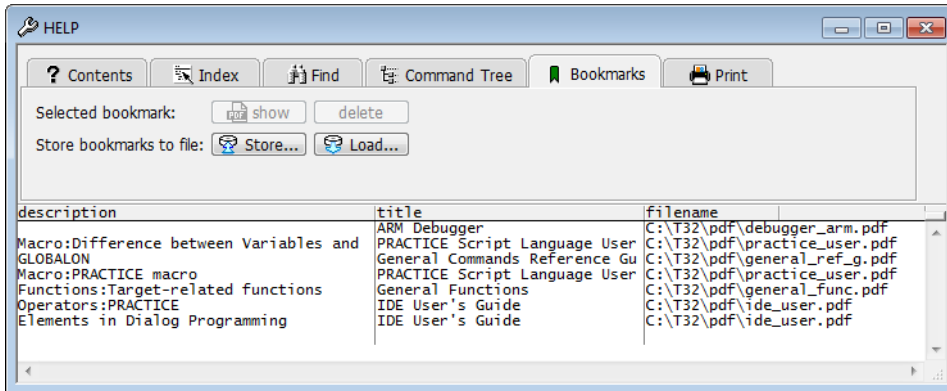 HELP
? Contents Index Find Command Tree Bookmarks Print
Selected bookmark: PDF show delete
Store bookmarks to file: Store... Load...
description title filename
ARM Debugger C:\T32\pdf\debugger_arm.pdf
Macro:Difference between Variables and PRACTICE Script Language User C:\T32\pdf\practice_user.pdf
GLOBALON General Commands Reference Gu C:\T32\pdf\general_ref_g.pdf
Macro:PRACTICE macro PRACTICE Script Language User C:\T32\pdf\practice_user.pdf
Functions:Target-related functions General Functions C:\T32\pdf\general_func.pdf
Operators:PRACTICE IDE User's Guide C:\T32\pdf\ide_user.pdf
Elements in Dialog Programming IDE User's Guide C:\T32\pdf\ide_user.pdf